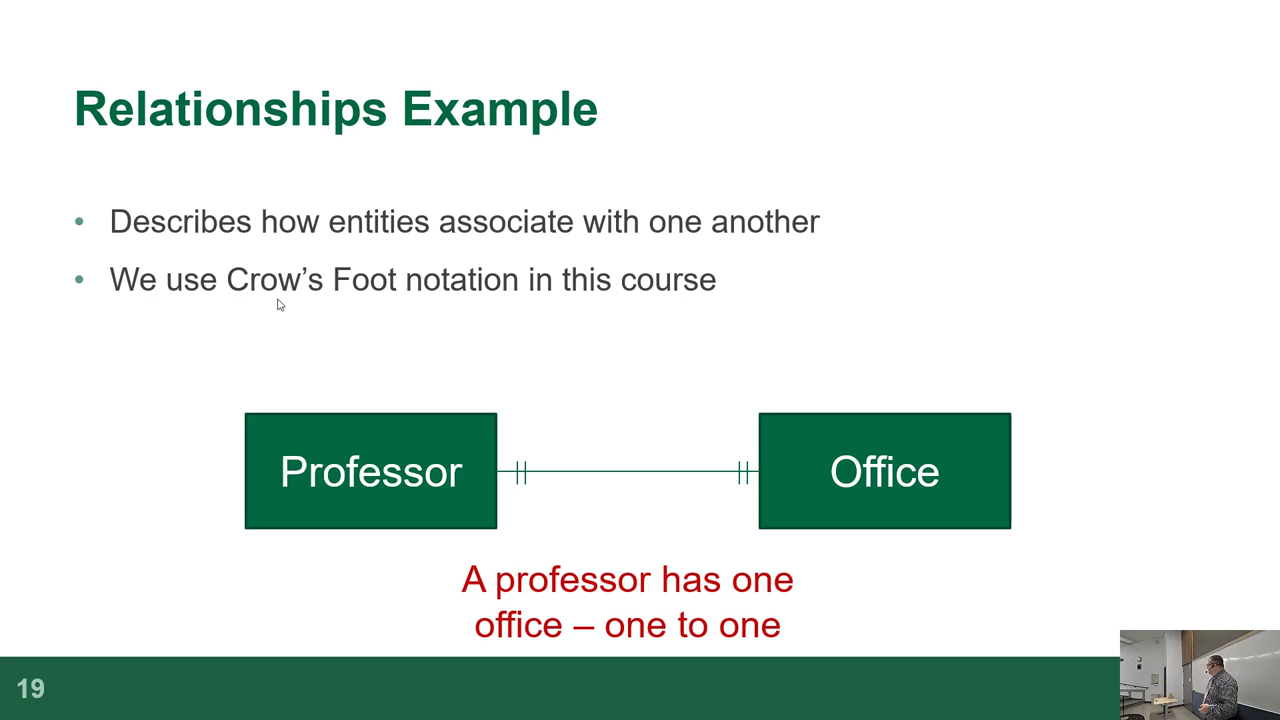 Relationships Example
• Describes how entities associate with one another
• We use Crow’s Foot notation in this course
Professor
Office
A professor has one
office – one to one
19